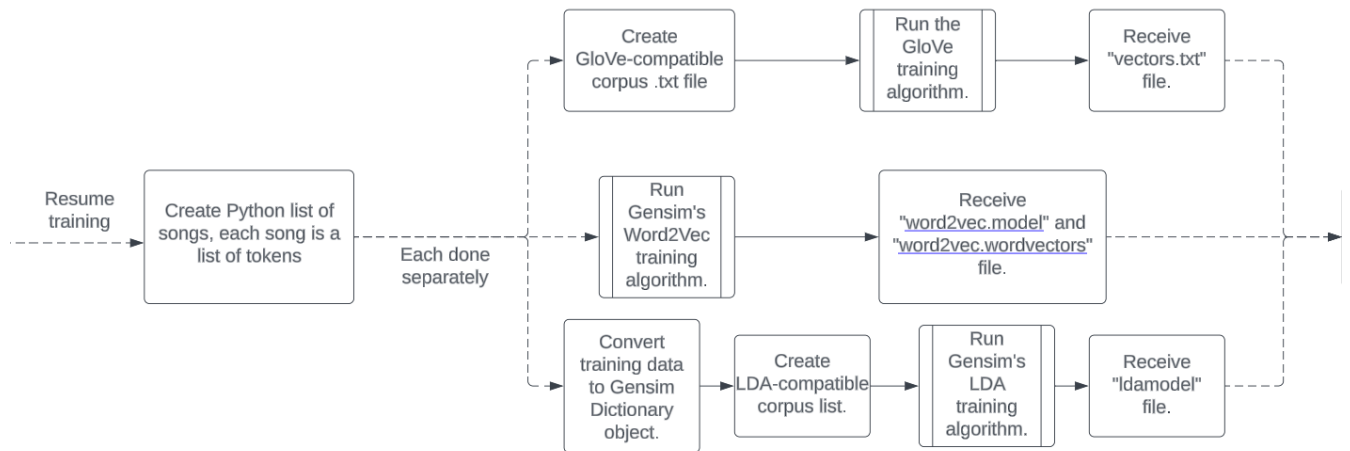 Resume
training
Create Python list of
songs, each song is a
list of tokens
Each done
separately
Create
GloVe-compatible
corpus .txt file
Run the
GloVe
training
algorithm.
Receive
"vectors.txt"
file.
Run
Gensim's
Word2Vec
training
algorithm.
Receive
"word2vec.model" and
"word2vec.wordvectors"
file.
Convert
training data
to Gensim
Dictionary
object.
Create
LDA-compatible
corpus list.
Run
Gensim's
LDA
training
algorithm.
Receive
"ldamodel"
file.